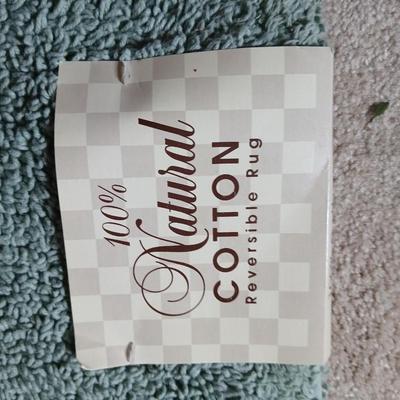 100%
Natural
COTTON
Reversible Rug